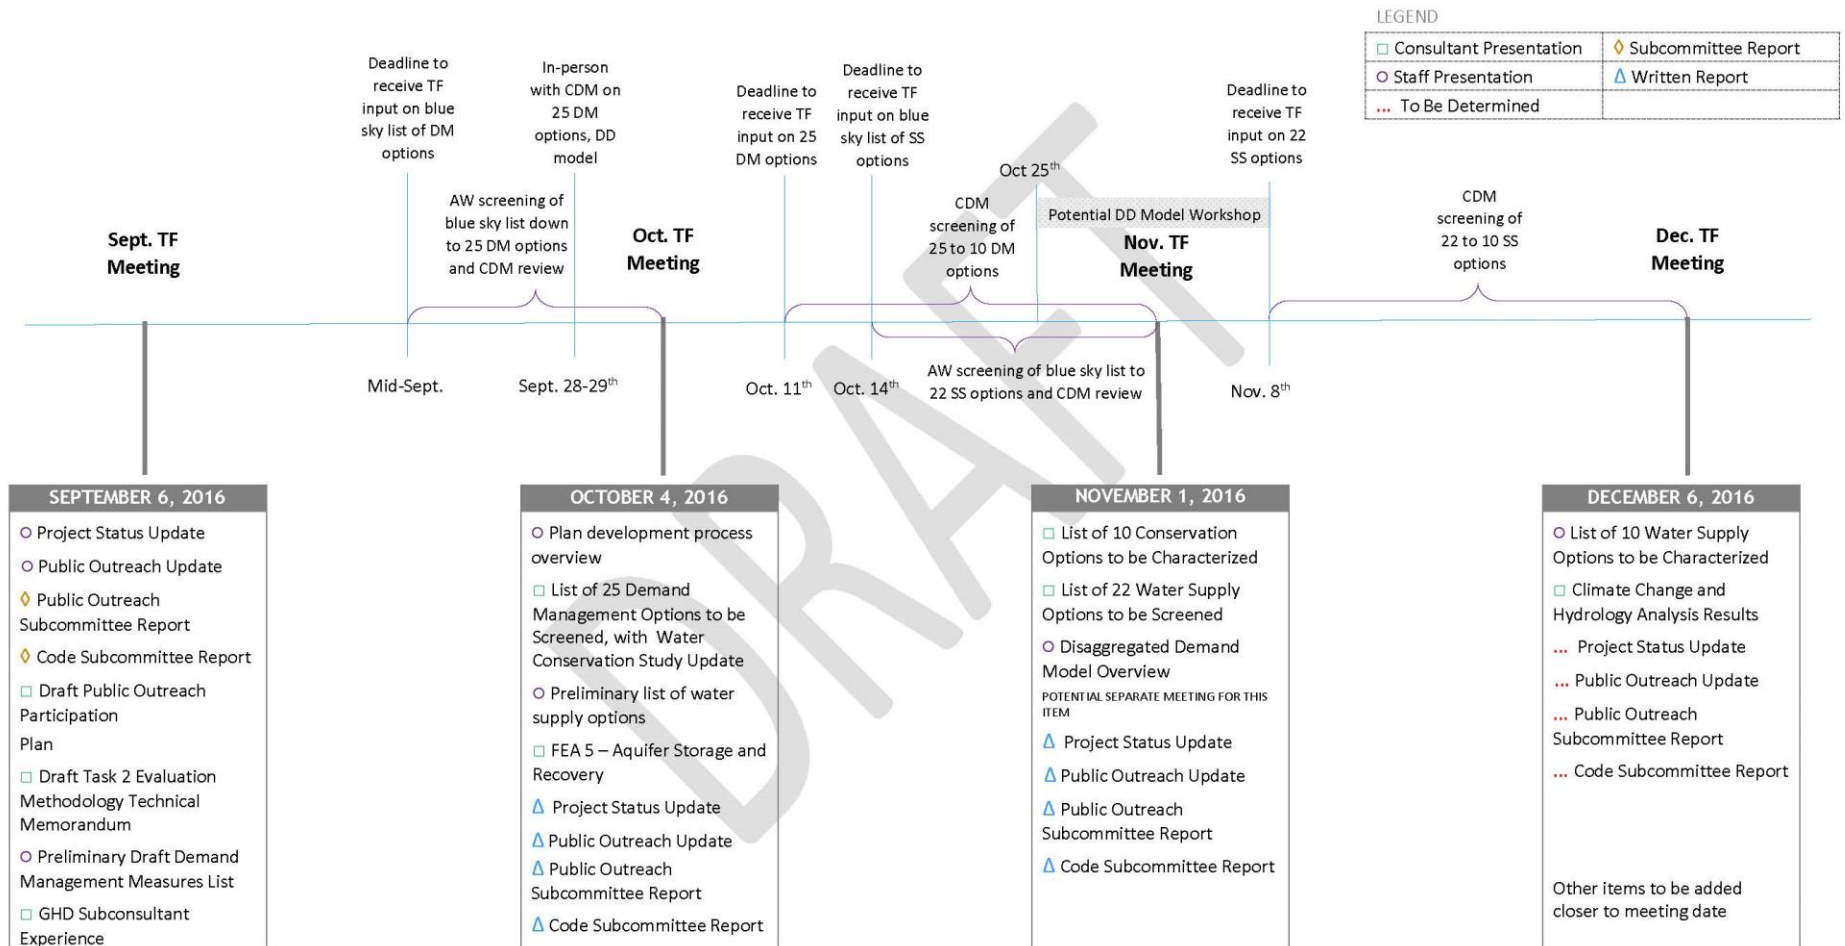 LEGEND
□ Consultant Presentation
◊ Subcommittee Report
○ Staff Presentation
Δ Written Report
... To Be Determined
Deadline to
receive TF
input on blue
sky list of DM
options
In-person
with CDM on
25 DM
options, DD
model
Deadline to
receive TF
input on 25
DM options
Deadline to
receive TF
input on blue
sky list of SS
options
Oct 25th
Deadline to
receive TF
input on 22
SS options
AW screening of
blue sky list down
to 25 DM options
and CDM review
CDM
screening of
25 to 10 DM
options
Potential DD Model Workshop
CDM
screening of
22 to 10 SS
options
Sept. TF
Meeting
Oct. TF
Meeting
Nov. TF
Meeting
Dec. TF
Meeting
Mid-Sept.
Sept. 28-29th
Oct. 11th
Oct. 14th
AW screening of blue sky list to
22 SS options and CDM review
Nov. 8th
DRAFT
SEPTEMBER 6, 2016
○ Project Status Update
○ Public Outreach Update
◊ Public Outreach
Subcommittee Report
◊ Code Subcommittee Report
□ Draft Public Outreach
Participation
Plan
□ Draft Task 2 Evaluation
Methodology Technical
Memorandum
○ Preliminary Draft Demand
Management Measures List
□ GHD Subconsultant
Experience
OCTOBER 4, 2016
○ Plan development process
overview
□ List of 25 Demand
Management Options to be
Screened, with Water
Conservation Study Update
○ Preliminary list of water
supply options
□ FEA 5 – Aquifer Storage and
Recovery
Δ Project Status Update
Δ Public Outreach Update
Δ Public Outreach
Subcommittee Report
Δ Code Subcommittee Report
NOVEMBER 1, 2016
□ List of 10 Conservation
Options to be Characterized
□ List of 22 Water Supply
Options to be Screened
○ Disaggregated Demand
Model Overview
POTENTIAL SEPARATE MEETING FOR THIS
ITEM
Δ Project Status Update
Δ Public Outreach Update
Δ Public Outreach
Subcommittee Report
Δ Code Subcommittee Report
DECEMBER 6, 2016
○ List of 10 Water Supply
Options to be Characterized
□ Climate Change and
Hydrology Analysis Results
... Project Status Update
... Public Outreach Update
... Public Outreach
Subcommittee Report
... Code Subcommittee Report
Other items to be added
closer to meeting date